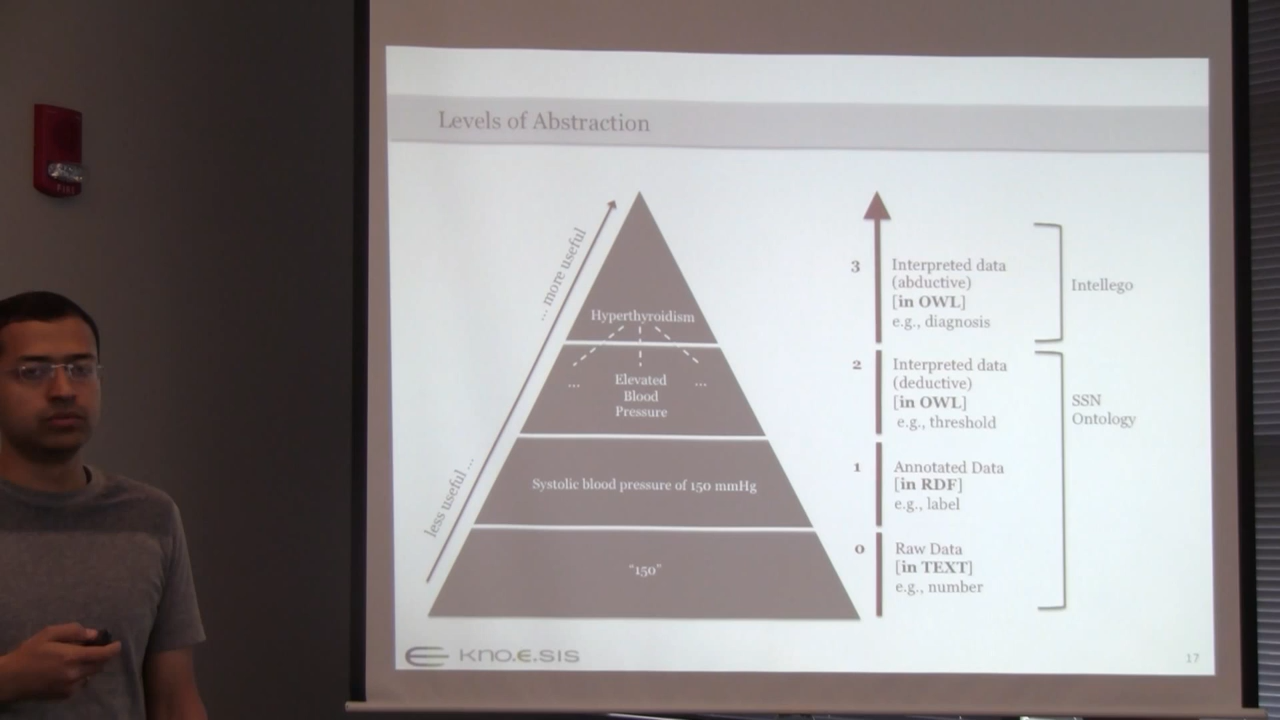 Levels of Abstraction
... more useful
less useful ...
Hyperthyroidism
... Elevated ...
Blood
Pressure
Systolic blood pressure of 150 mmHg
"150"
3 Interpreted data
(abductive)
[in OWL]
e.g., diagnosis
2 Interpreted data
(deductive)
[in OWL]
e.g., threshold
1 Annotated Data
[in RDF]
e.g., label
0 Raw Data
[in TEXT]
e.g., number
Intellego
SSN
Ontology
KNO.E.SIS
17
FIRE